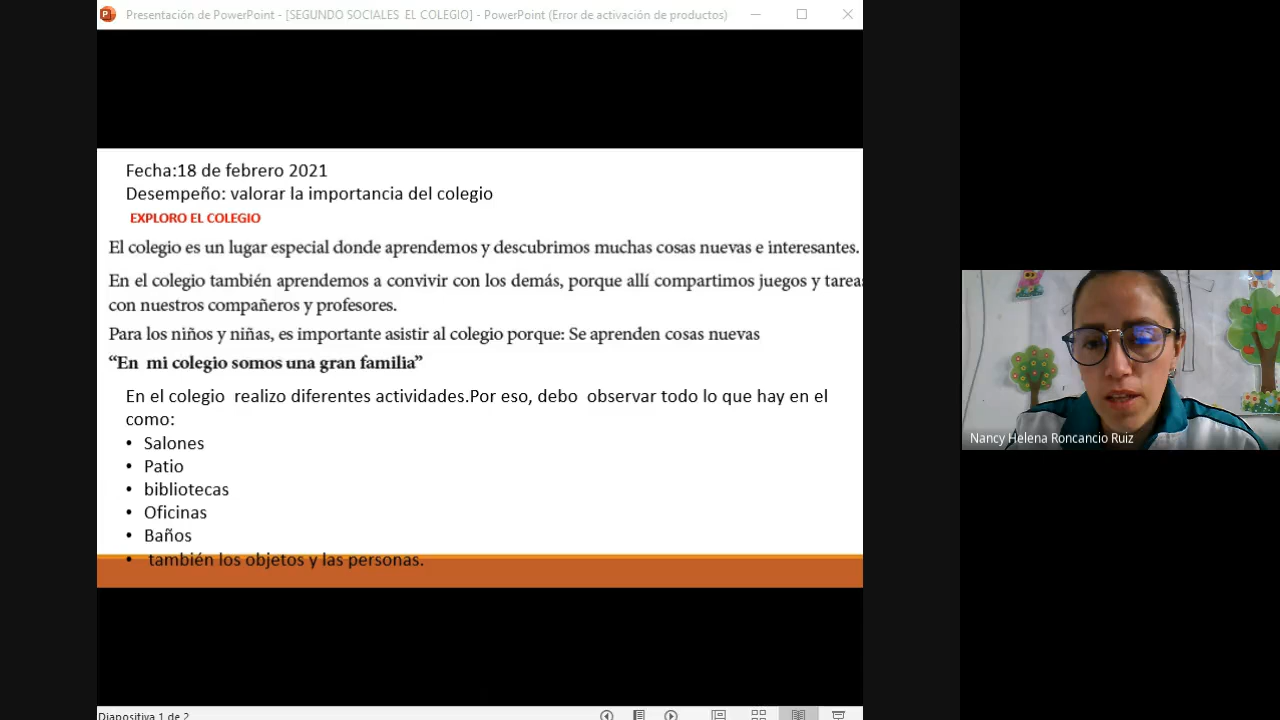 Presentación de PowerPoint - [SEGUNDO SOCIALES  EL COLEGIO] - PowerPoint (Error de activación de productos)
Fecha:18 de febrero 2021
Desempeño: valorar la importancia del colegio
EXPLORO EL COLEGIO
El colegio es un lugar especial donde aprendemos y descubrimos muchas cosas nuevas e interesantes.
En el colegio también aprendemos a convivir con los demás, porque allí compartimos juegos y tareas
con nuestros compañeros y profesores.
Para los niños y niñas, es importante asistir al colegio porque: Se aprenden cosas nuevas
“En  mi colegio somos una gran familia”
En el colegio  realizo diferentes actividades.Por eso, debo  observar todo lo que hay en el
como:
• Salones
• Patio
• bibliotecas
• Oficinas
• Baños
• también los objetos y las personas.
Nancy Helena Roncancio Ruiz
Diapositiva 1 de 2